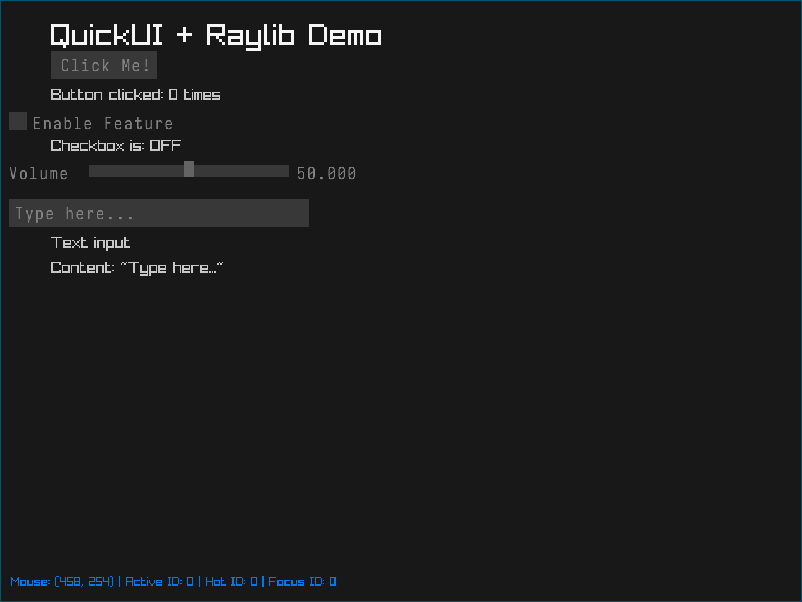 QuickUI + Raylib Demo
Click Me!
Button clicked: 0 times
Enable Feature
Checkbox is: OFF
Volume 50.000
Type here...
Text input
Content: "Type here..."
Mouse: (458, 254) | Active ID: 0 | Hot ID: 0 | Focus ID: 0